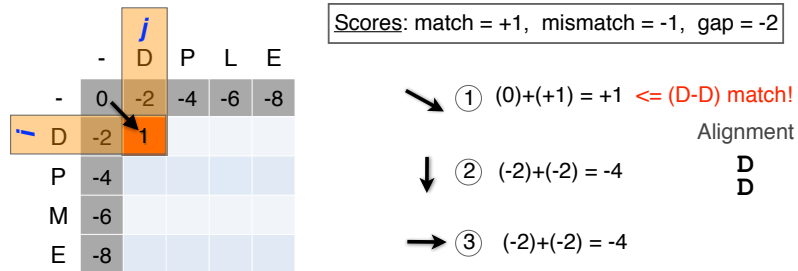 j
- D P L E
- 0 -2 -4 -6 -8
i D -2 1
P -4
M -6
E -8
Scores: match = +1, mismatch = -1, gap = -2
1 (0)+(+1) = +1 <= (D-D) match!
Alignment
2 (-2)+(-2) = -4
D
D
3 (-2)+(-2) = -4